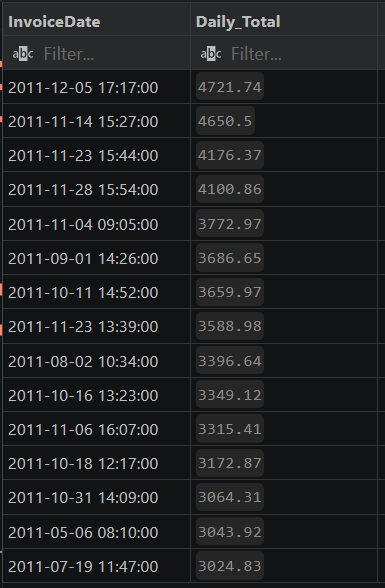 InvoiceDate Daily_Total
abc Filter... abc Filter...
2011-12-05 17:17:00 4721.74
2011-11-14 15:27:00 4650.5
2011-11-23 15:44:00 4176.37
2011-11-28 15:54:00 4100.86
2011-11-04 09:05:00 3772.97
2011-09-01 14:26:00 3686.65
2011-10-11 14:52:00 3659.97
2011-11-23 13:39:00 3588.98
2011-08-02 10:34:00 3396.64
2011-10-16 13:23:00 3349.12
2011-11-06 16:07:00 3315.41
2011-10-18 12:17:00 3172.87
2011-10-31 14:09:00 3064.31
2011-05-06 08:10:00 3043.92
2011-07-19 11:47:00 3024.83